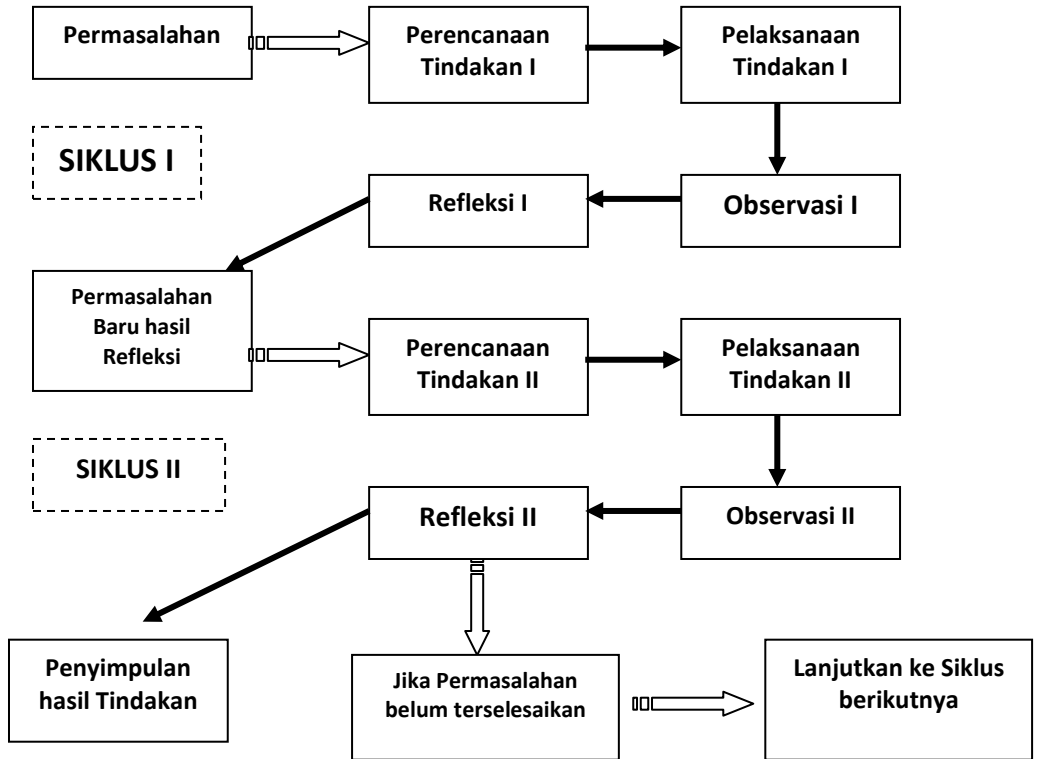 Permasalahan
Perencanaan
Tindakan I
Pelaksanaan
Tindakan I
SIKLUS I
Refleksi I
Observasi I
Permasalahan
Baru hasil
Refleksi
Perencanaan
Tindakan II
Pelaksanaan
Tindakan II
SIKLUS II
Refleksi II
Observasi II
Penyimpulan
hasil Tindakan
Jika Permasalahan
belum terselesaikan
Lanjutkan ke Siklus
berikutnya